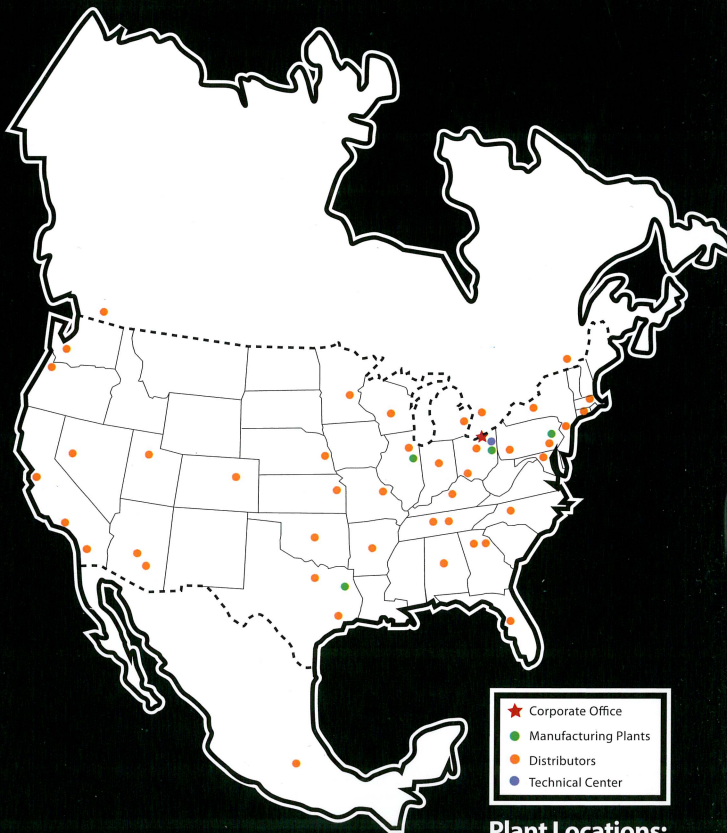 Corporate Office
Manufacturing Plants
Distributors
Technical Center
Plant Locations: